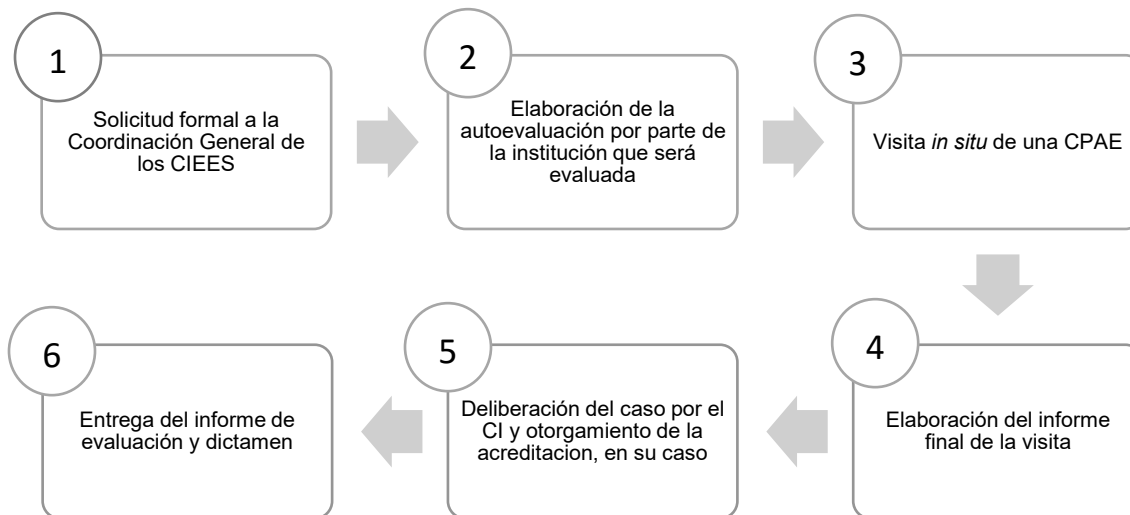 1
Solicitud formal a la
Coordinación General de
los CIEES
2
Elaboración de la
autoevaluación por parte de
la institución que será
evaluada
3
Visita in situ de una CPAE
4
Elaboración del informe
final de la visita
5
Deliberación del caso por el
CI y otorgamiento de la
acreditacion, en su caso
6
Entrega del informe de
evaluación y dictamen